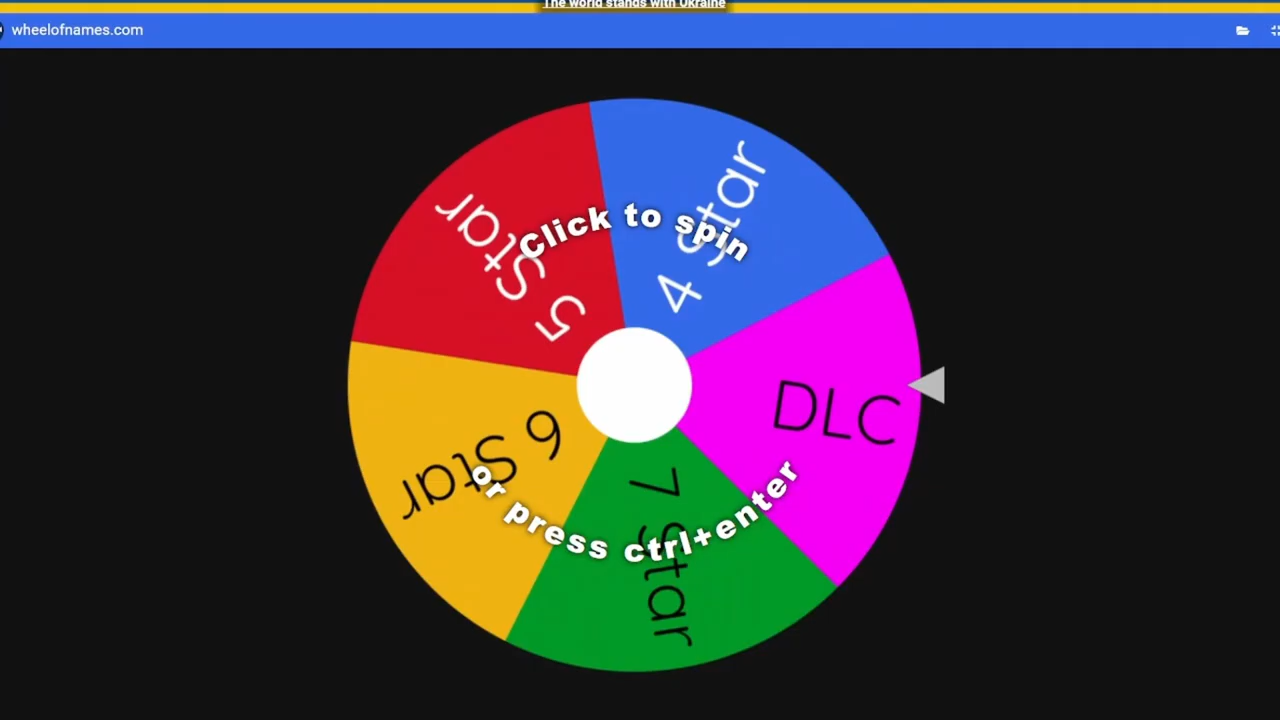 The world stands with Ukraine
wheelofnames.com
4 Star
5 Star
Click to spin
DLC
6 Star
7 Star
or press ctrl+enter